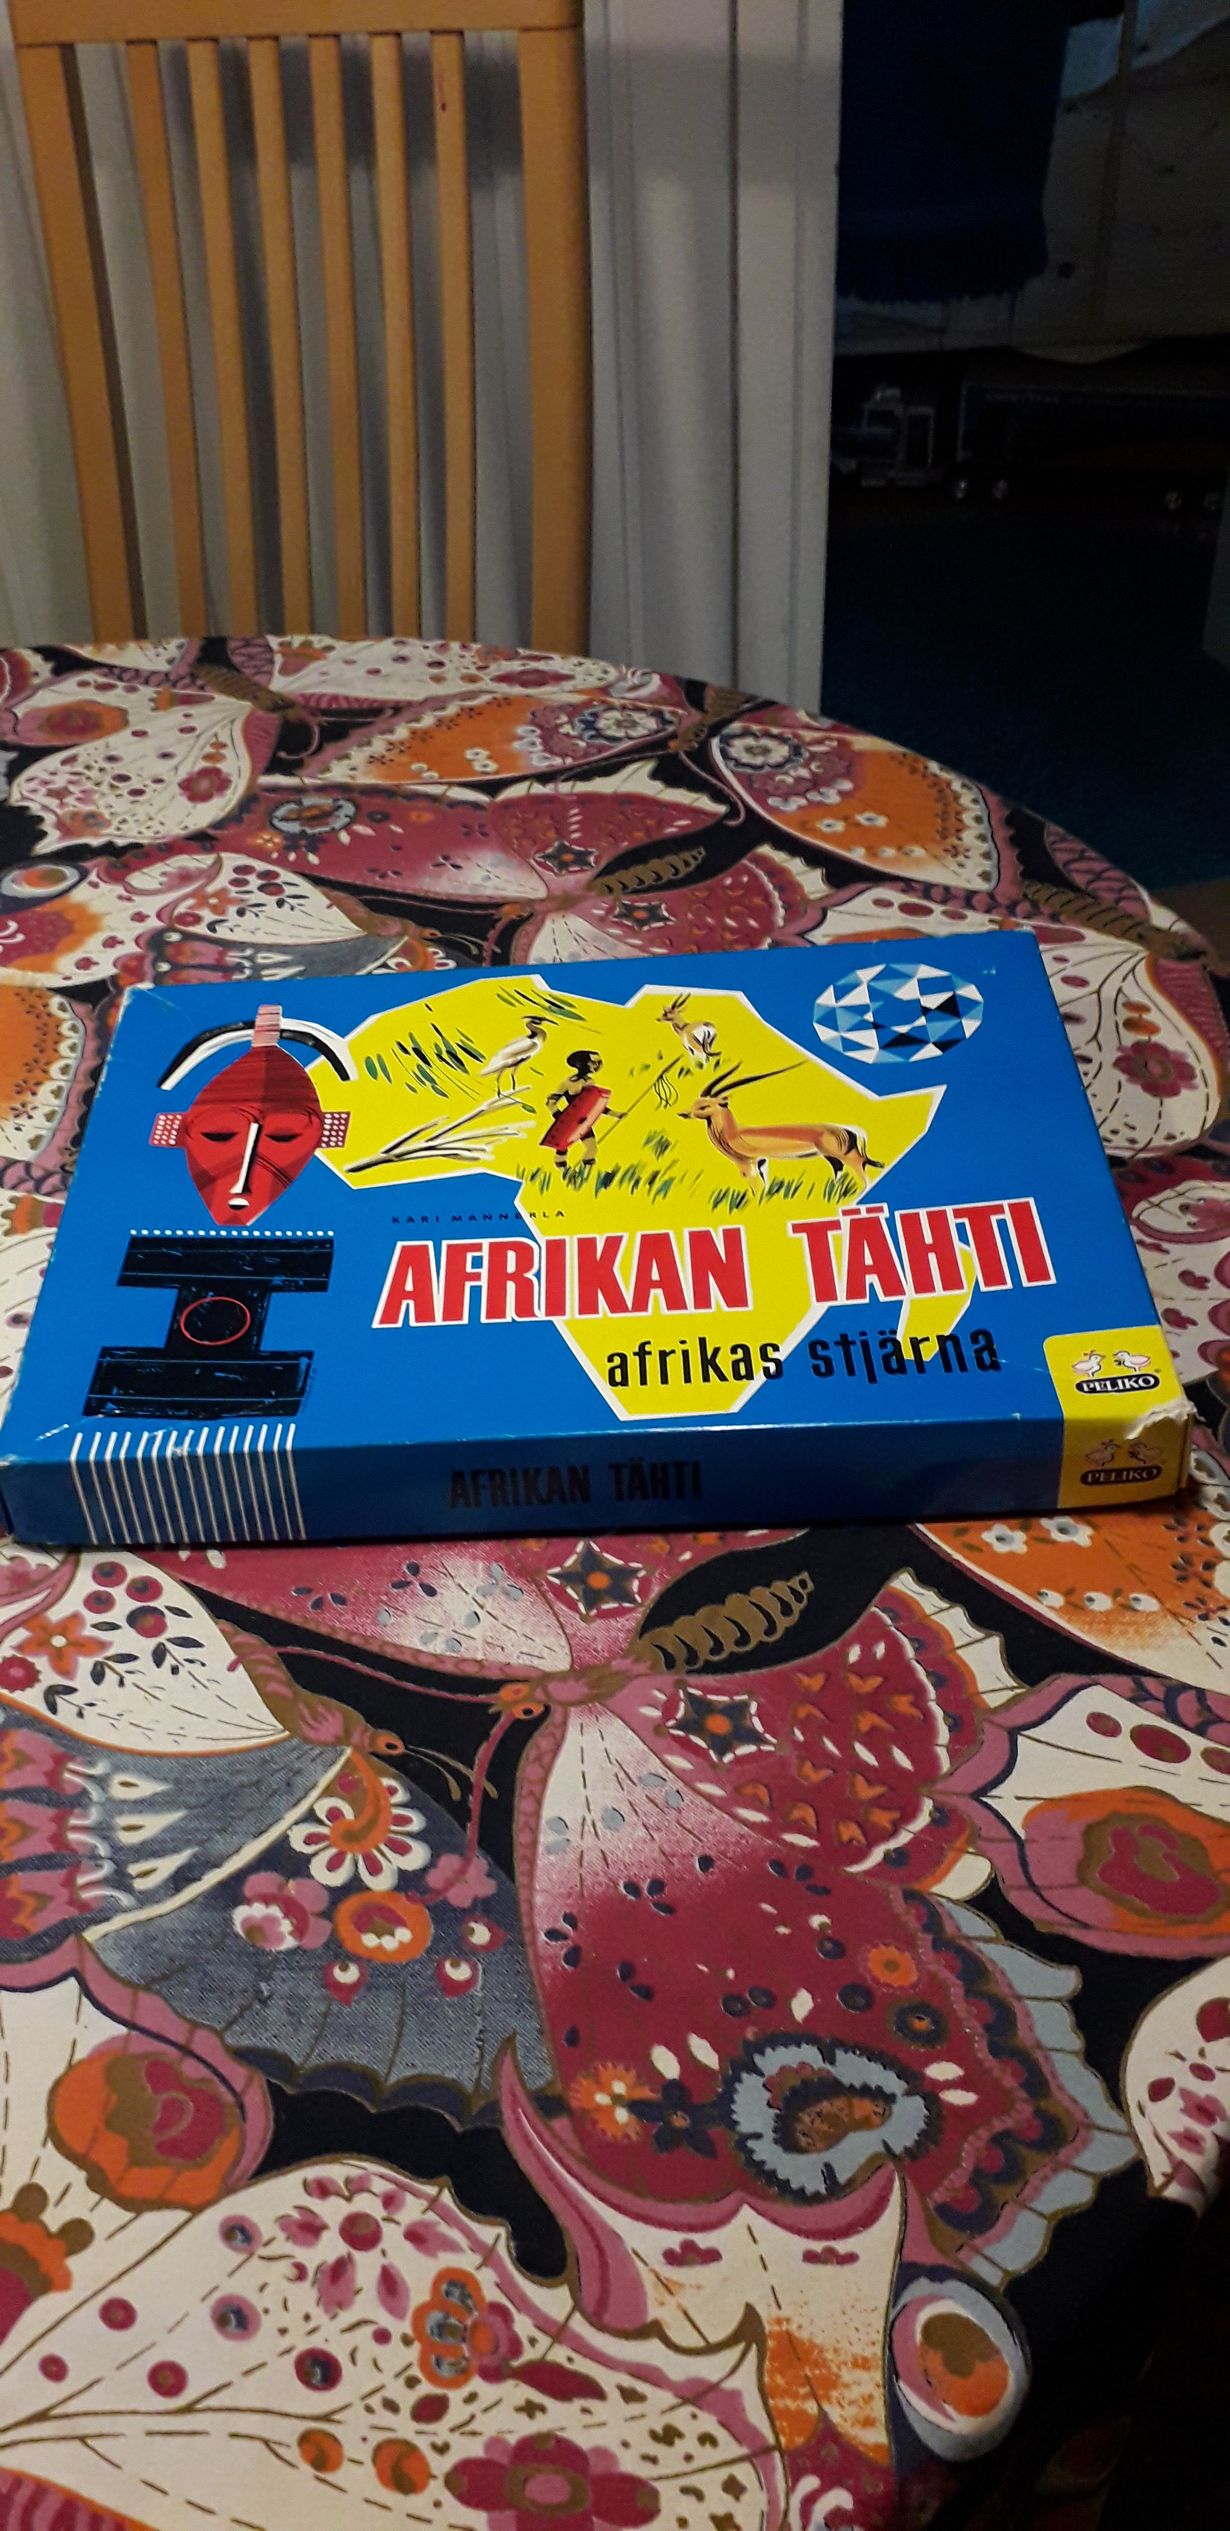 KARI MANNERLA
AFRIKAN TÄHTI
afrikas stjärna
PELIKO
AFRIKAN TÄHTI
PELIKO